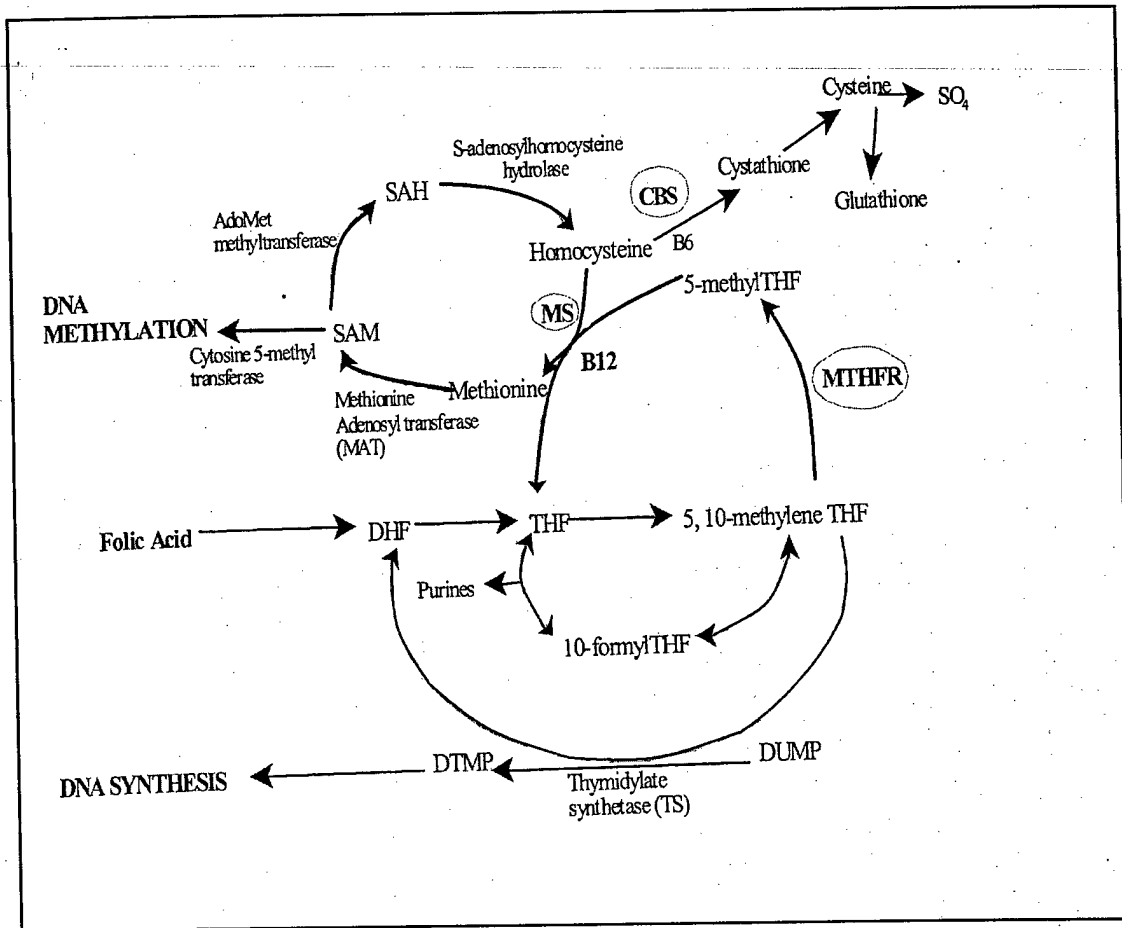 Cysteine
SO₄
S-adenosylhomocysteine
hydrolase
Cystathione
CBS
SAH
Glutathione
AdoMet
methyltransferase
Homocysteine
B6
5-methylTHF
DNA
METHYLATION
MS
SAM
B12
Cytosine 5-methyl
transferase
Methionine
MTHFR
Methionine
Adenosyl transferase
(MAT)
Folic Acid
DHF
THF
5, 10-methylene THF
Purines
10-formylTHF
DNA SYNTHESIS
DTMP
DUMP
Thymidylate
synthetase (TS)